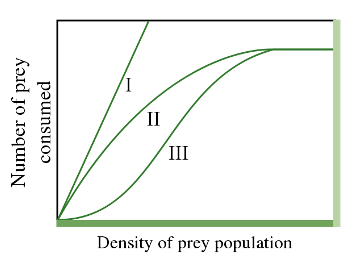 Number of prey
consumed
I
II
III
Density of prey population